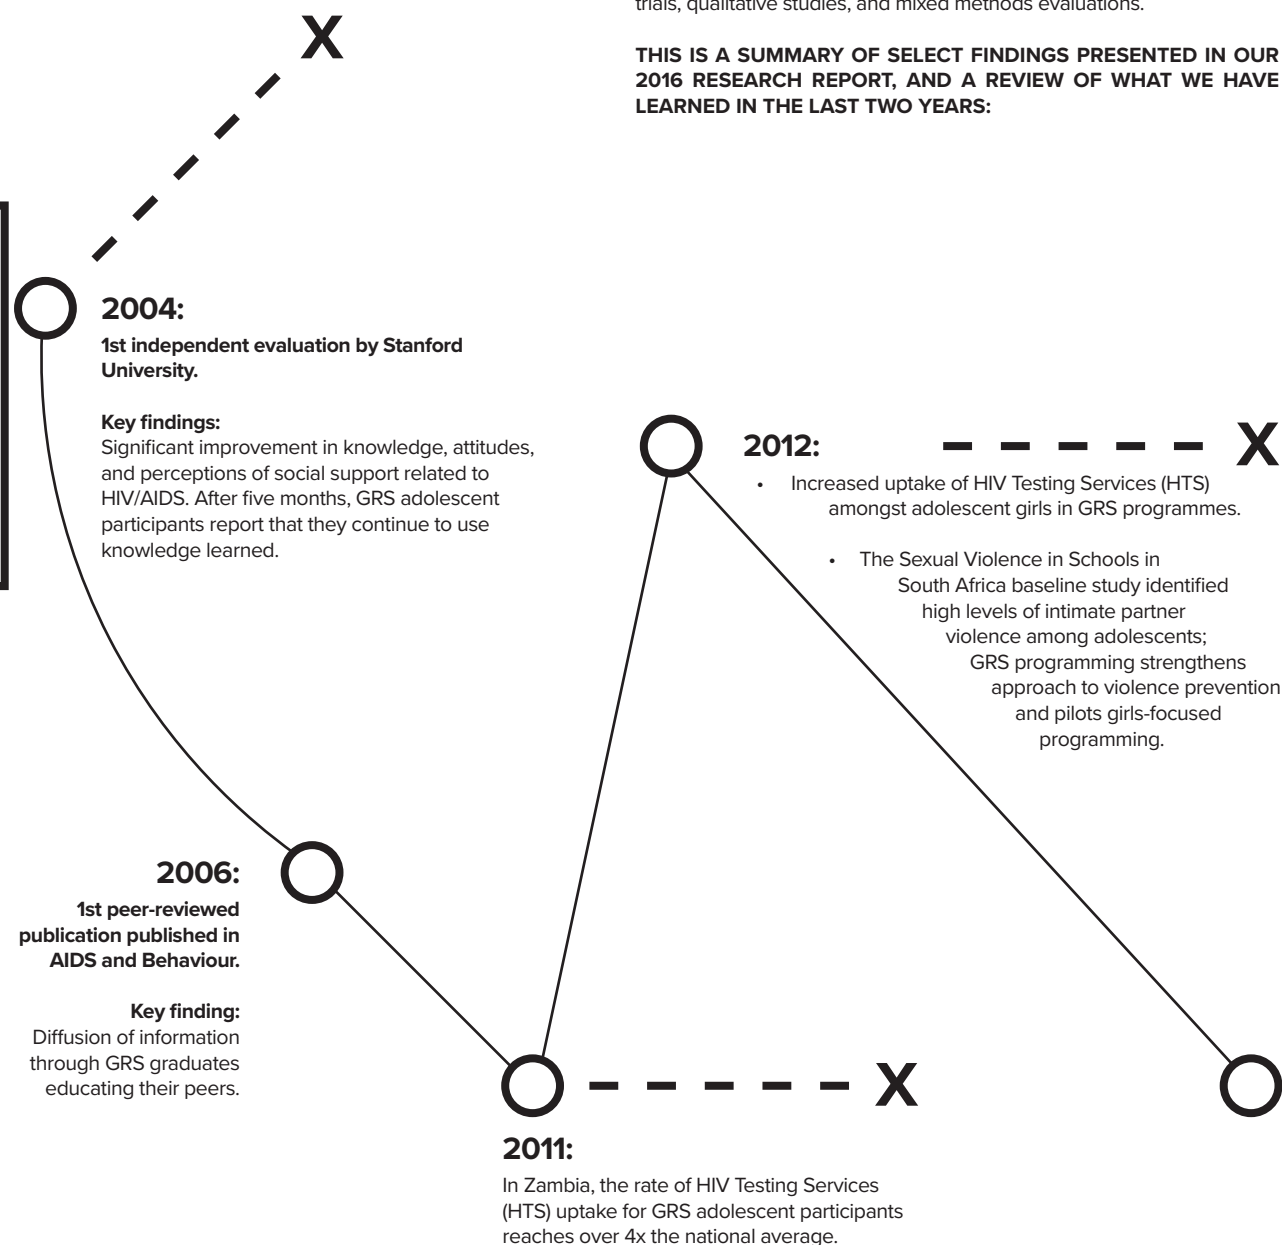 trials, qualitative studies, and mixed methods evaluations.
THIS IS A SUMMARY OF SELECT FINDINGS PRESENTED IN OUR
2016 RESEARCH REPORT, AND A REVIEW OF WHAT WE HAVE
LEARNED IN THE LAST TWO YEARS:
X
2004:
1st independent evaluation by Stanford
University.
Key findings:
Significant improvement in knowledge, attitudes,
and perceptions of social support related to
HIV/AIDS. After five months, GRS adolescent
participants report that they continue to use
knowledge learned.
2006:
1st peer-reviewed
publication published in
AIDS and Behaviour.
Key finding:
Diffusion of information
through GRS graduates
educating their peers.
X
2011:
In Zambia, the rate of HIV Testing Services
(HTS) uptake for GRS adolescent participants
reaches over 4x the national average.
2012:
X
• Increased uptake of HIV Testing Services (HTS)
amongst adolescent girls in GRS programmes.
• The Sexual Violence in Schools in
South Africa baseline study identified
high levels of intimate partner
violence among adolescents;
GRS programming strengthens
approach to violence prevention
and pilots girls-focused
programming.